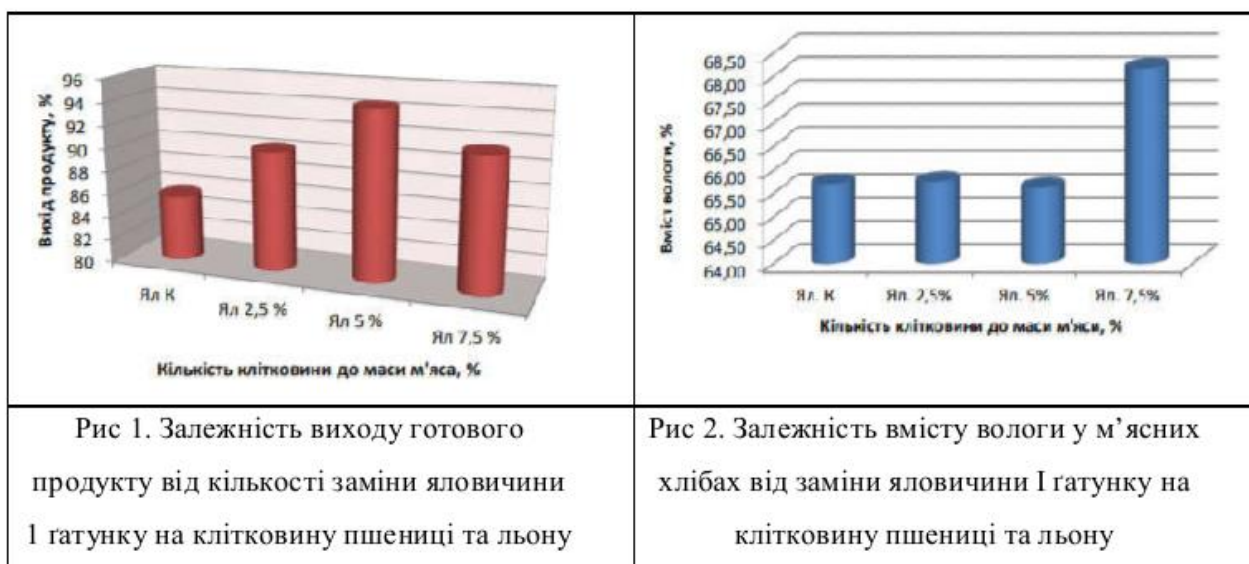 96
94
92
90
88
86
84
82
80
Вихід продукту, %
Ял К
Ял 2,5 %
Ял 5 %
Ял 7,5 %
Кількість клітковини до маси м'яса, %
68,50
68,00
67,50
67,00
66,50
66,00
65,50
65,00
64,50
64,00
Вміст вологи, %
Ял. К
Ял. 2,5%
Ял. 5%
Ял. 7,5%
Кількість клітковини до маси м'яси, %
Рис 1. Залежність виходу готового
продукту від кількості заміни яловичини
1 ґатунку на клітковину пшениці та льону
Рис 2. Залежність вмісту вологи у м’ясних
хлібах від заміни яловичини І ґатунку на
клітковину пшениці та льону